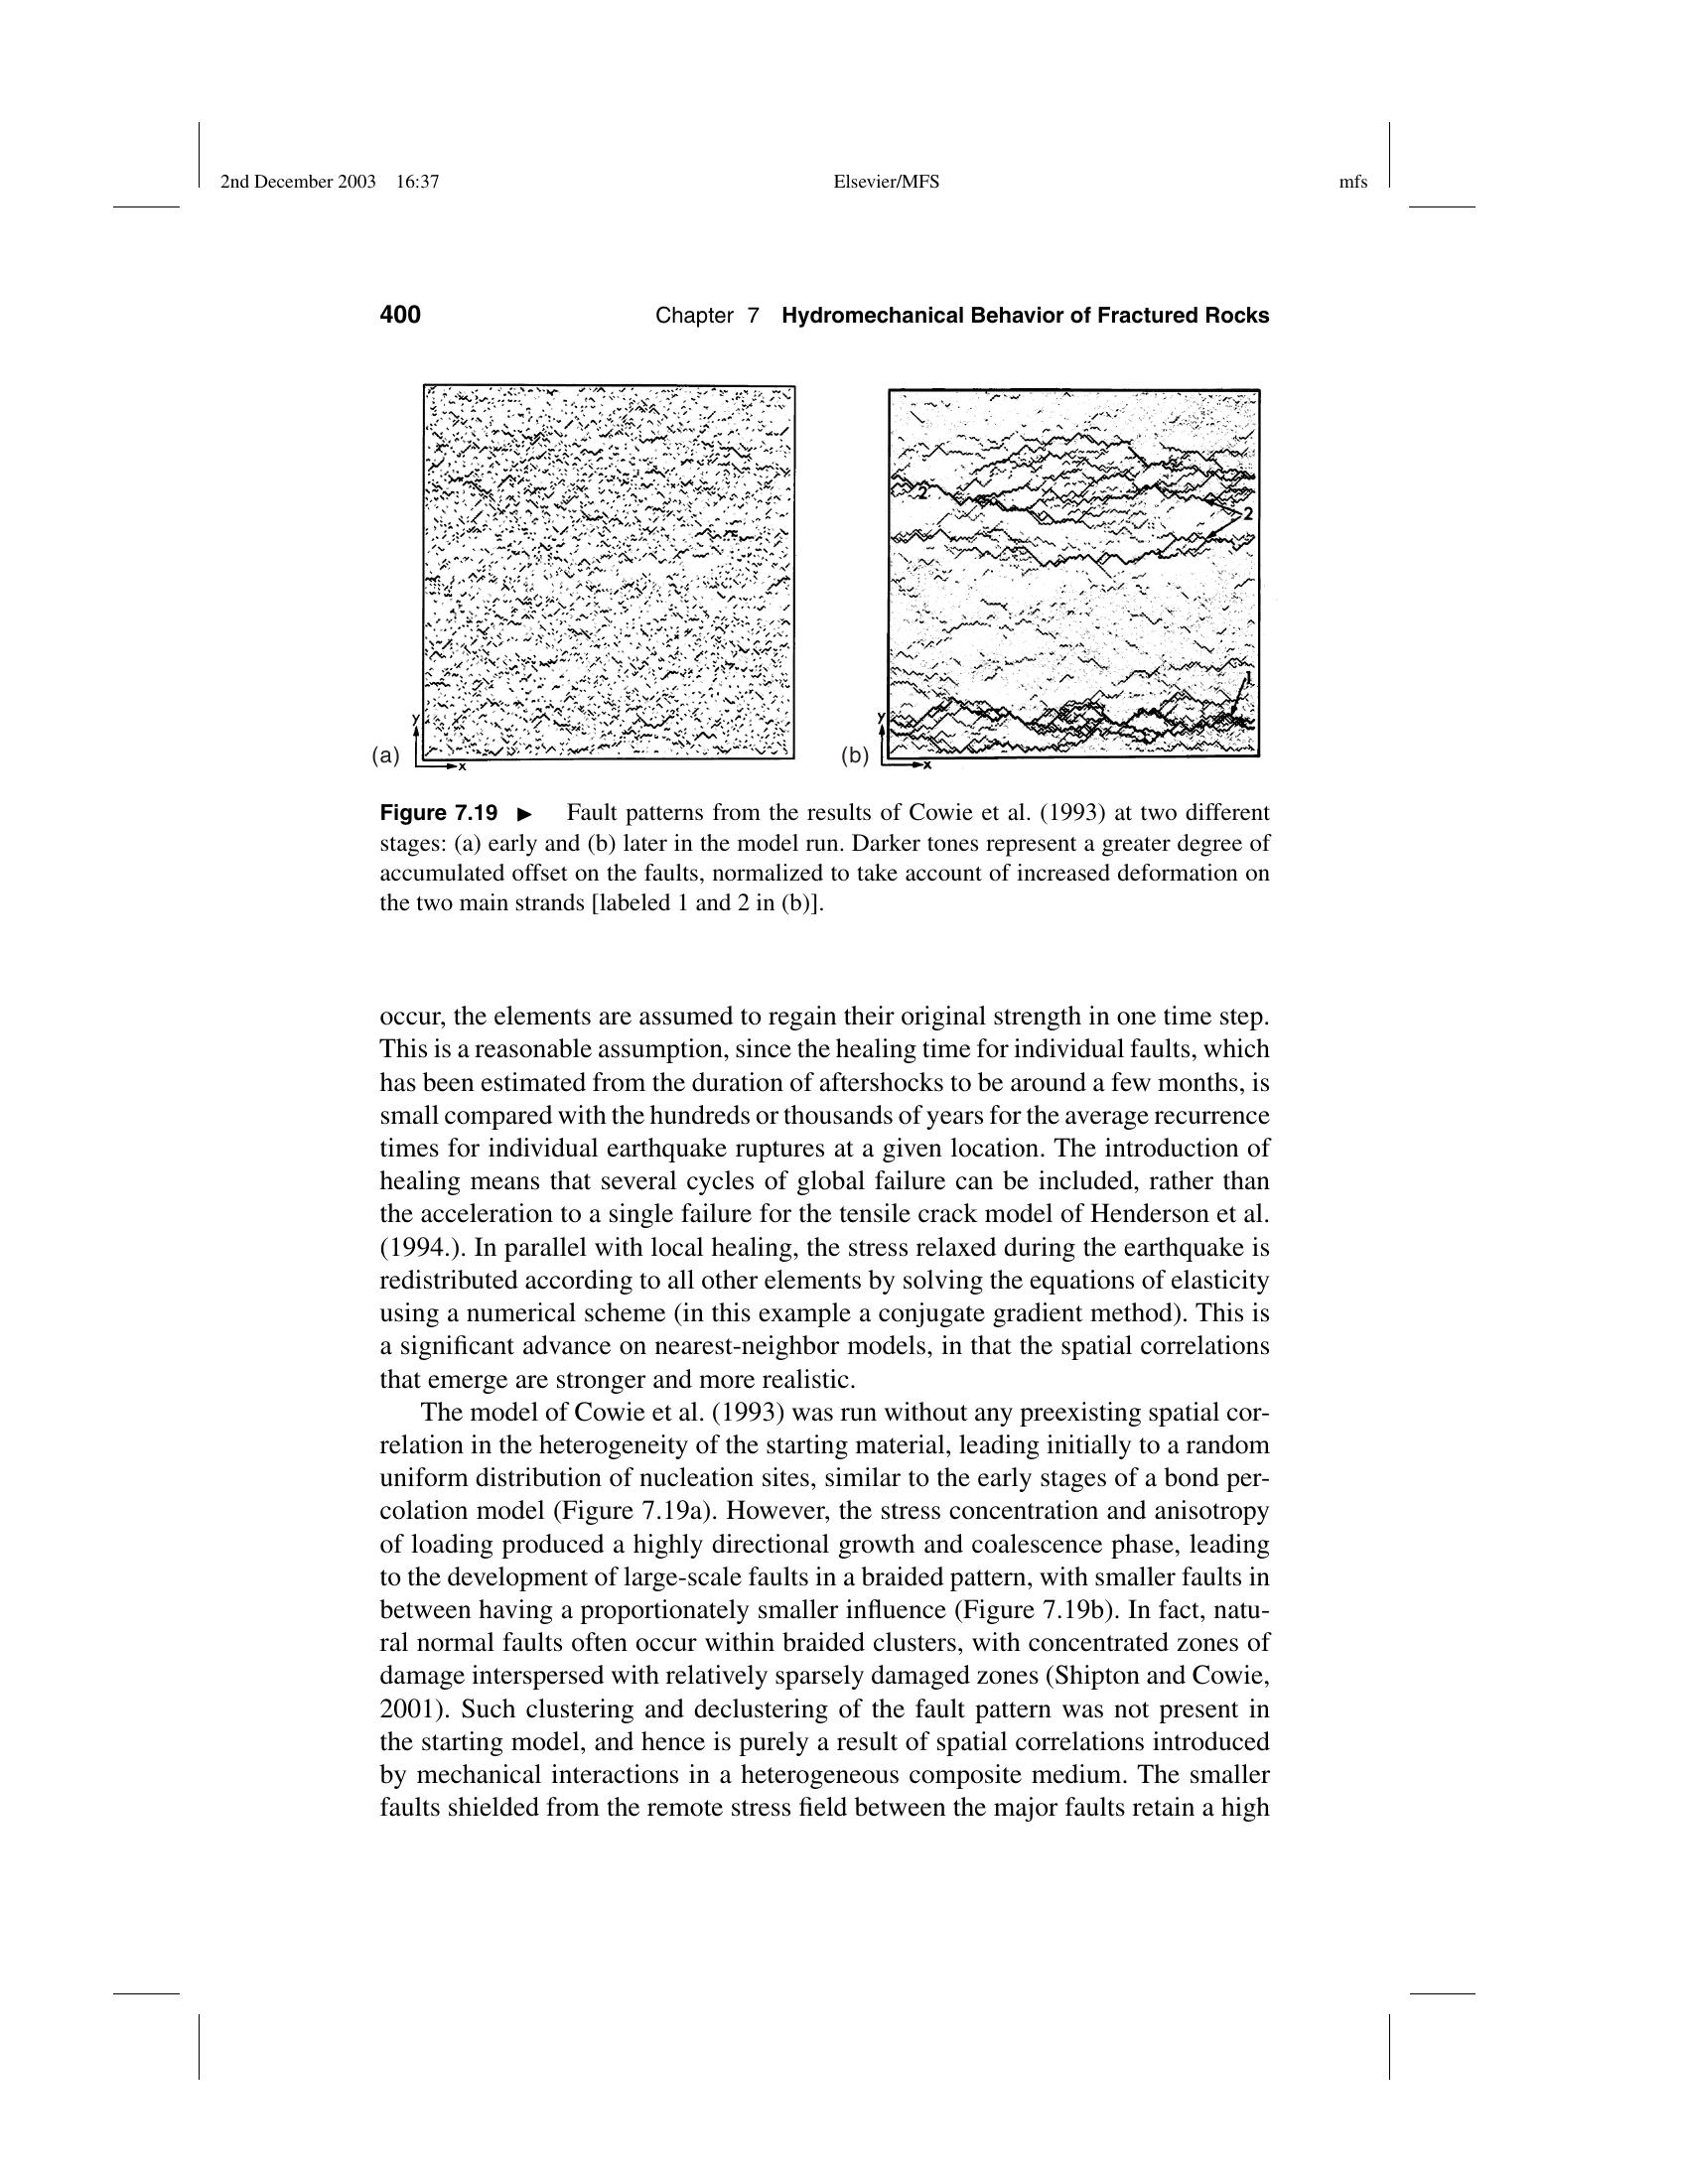 2nd December 2003 16:37 Elsevier/MFS mfs
400 Chapter 7 Hydromechanical Behavior of Fractured Rocks
2
2
1
y
y
(a)
x
(b)
x
Figure 7.19 ► Fault patterns from the results of Cowie et al. (1993) at two different
stages: (a) early and (b) later in the model run. Darker tones represent a greater degree of
accumulated offset on the faults, normalized to take account of increased deformation on
the two main strands [labeled 1 and 2 in (b)].
occur, the elements are assumed to regain their original strength in one time step.
This is a reasonable assumption, since the healing time for individual faults, which
has been estimated from the duration of aftershocks to be around a few months, is
small compared with the hundreds or thousands of years for the average recurrence
times for individual earthquake ruptures at a given location. The introduction of
healing means that several cycles of global failure can be included, rather than
the acceleration to a single failure for the tensile crack model of Henderson et al.
(1994.). In parallel with local healing, the stress relaxed during the earthquake is
redistributed according to all other elements by solving the equations of elasticity
using a numerical scheme (in this example a conjugate gradient method). This is
a significant advance on nearest-neighbor models, in that the spatial correlations
that emerge are stronger and more realistic.
The model of Cowie et al. (1993) was run without any preexisting spatial cor-
relation in the heterogeneity of the starting material, leading initially to a random
uniform distribution of nucleation sites, similar to the early stages of a bond per-
colation model (Figure 7.19a). However, the stress concentration and anisotropy
of loading produced a highly directional growth and coalescence phase, leading
to the development of large-scale faults in a braided pattern, with smaller faults in
between having a proportionately smaller influence (Figure 7.19b). In fact, natu-
ral normal faults often occur within braided clusters, with concentrated zones of
damage interspersed with relatively sparsely damaged zones (Shipton and Cowie,
2001). Such clustering and declustering of the fault pattern was not present in
the starting model, and hence is purely a result of spatial correlations introduced
by mechanical interactions in a heterogeneous composite medium. The smaller
faults shielded from the remote stress field between the major faults retain a high